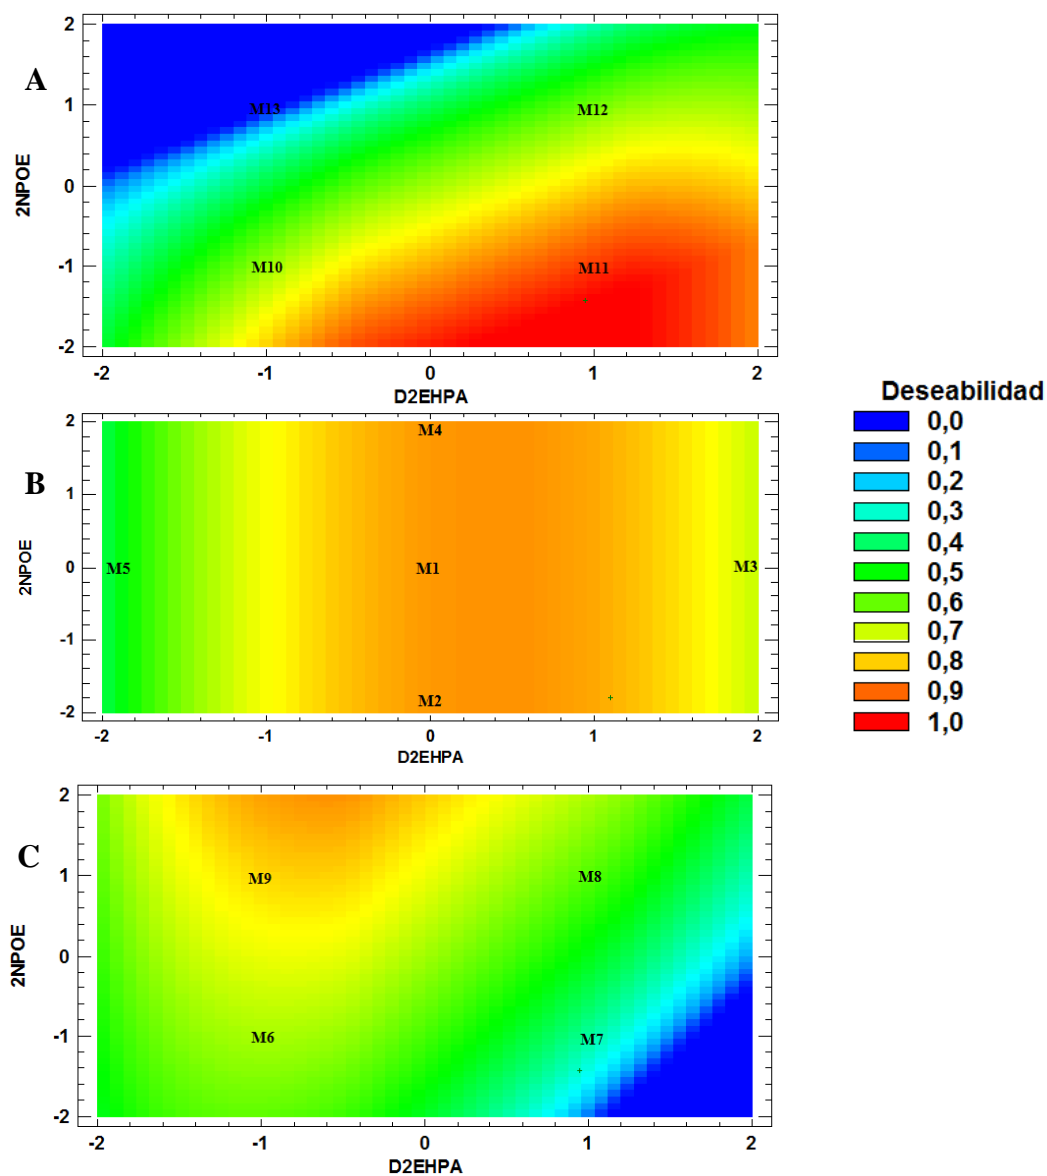 A
2
1
0
-1
-2
2NPOE
M13
M12
M10
M11
-2
-1
0
1
2
D2EHPA
B
2
1
0
-1
-2
2NPOE
M4
M5
M1
M3
M2
-2
-1
0
1
2
D2EHPA
Deseabilidad
0,0
0,1
0,2
0,3
0,4
0,5
0,6
0,7
0,8
0,9
1,0
C
2
1
0
-1
-2
2NPOE
M9
M8
M6
M7
-2
-1
0
1
2
D2EHPA